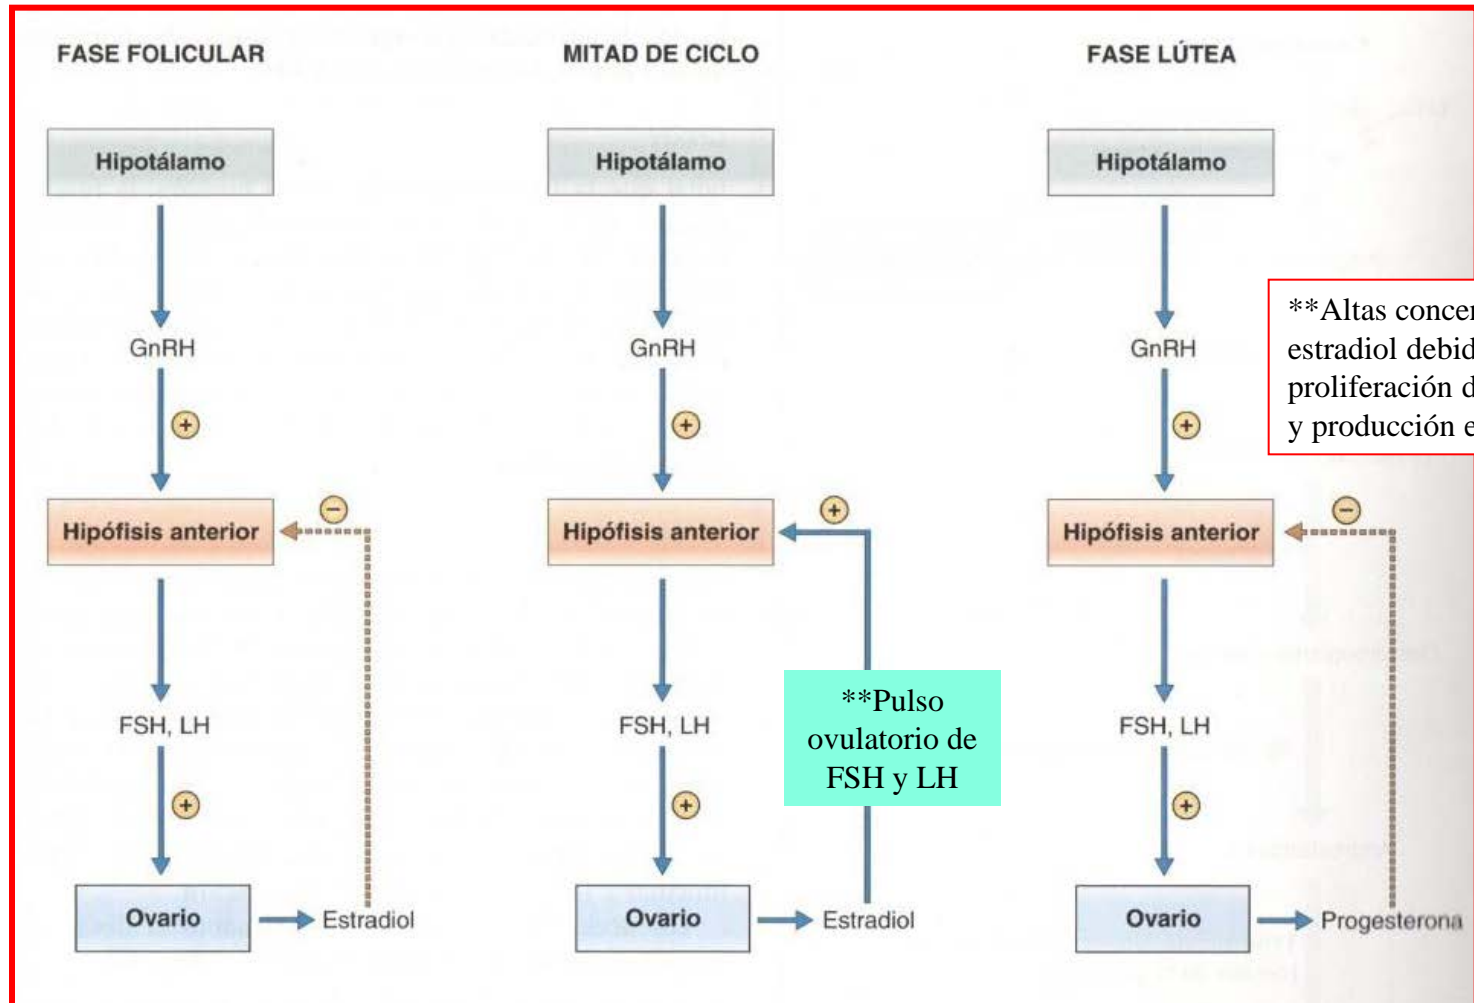 FASE FOLICULAR
Hipotálamo
GnRH
+
Hipófisis anterior
−
FSH, LH
+
Ovario
Estradiol
MITAD DE CICLO
Hipotálamo
GnRH
+
Hipófisis anterior
+
FSH, LH
**Pulso
ovulatorio de
FSH y LH
+
Ovario
Estradiol
FASE LÚTEA
Hipotálamo
GnRH
**Altas
estradiol
proliferación
y producción
+
Hipófisis anterior
−
FSH, LH
+
Ovario
Progesterona